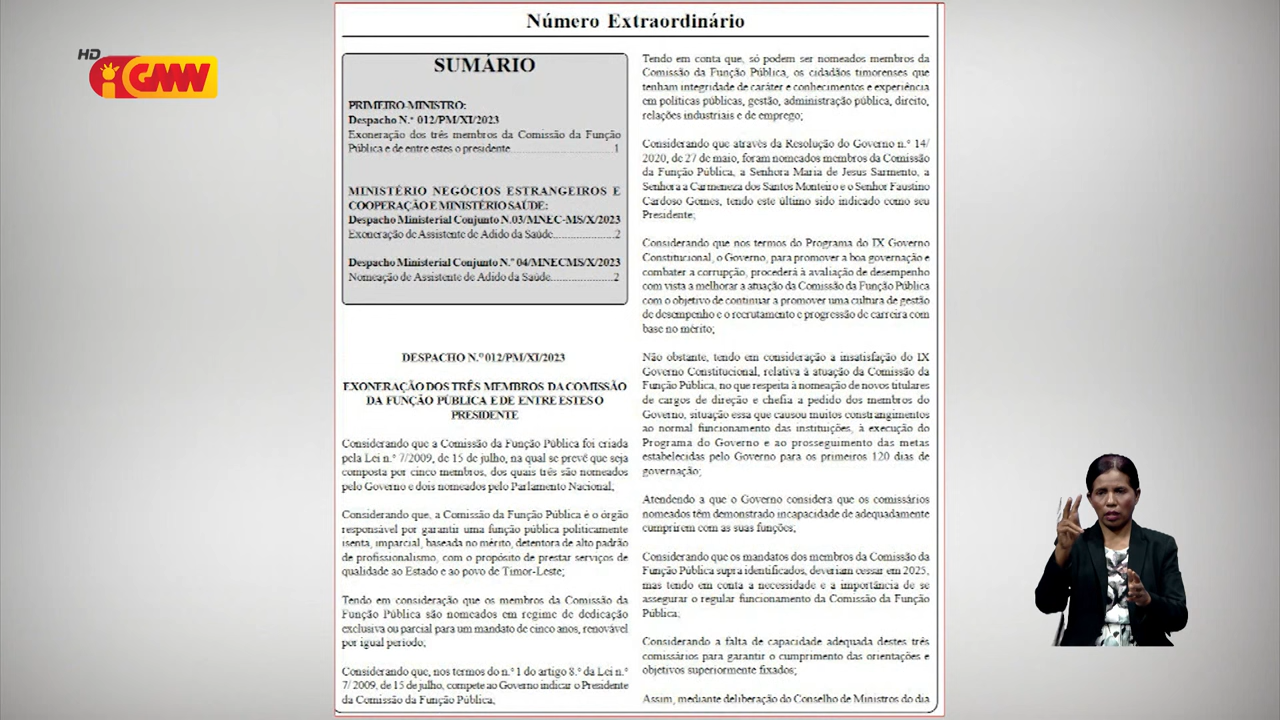 Número Extraordinário
HD
GMN
SUMÁRIO
PRIMEIRO-MINISTRO:
Despacho N.º 012/PM/XI/2023
Exoneração dos três membros da Comissão da Função
Pública e de entre estes o presidente...............................1
MINISTÉRIO NEGÓCIOS ESTRANGEIROS E
COOPERAÇÃO E MINISTÉRIO SAÚDE:
Despacho Ministerial Conjunto N.03/MNEC-MS/X/2023
Exoneração de Assistente de Adido da Saúde...................2
Despacho Ministerial Conjunto N.º 04/MNECMS/X/2023
Nomeação de Assistente de Adido da Saúde.....................2
DESPACHO N.º 012/PM/XI/2023
EXONERAÇÃO DOS TRÊS MEMBROS DA COMISSÃO
DA FUNÇÃO PÚBLICA E DE ENTRE ESTES O
PRESIDENTE
Considerando que a Comissão da Função Pública foi criada
pela Lei n.º 7/2009, de 15 de julho, na qual se prevê que seja
composta por cinco membros, dos quais três são nomeados
pelo Governo e dois nomeados pelo Parlamento Nacional;
Considerando que, a Comissão da Função Pública é o órgão
responsável por garantir uma função pública politicamente
isenta, imparcial, baseada no mérito, detentora de alto padrão
de profissionalismo, com o propósito de prestar serviços de
qualidade ao Estado e ao povo de Timor-Leste;
Tendo em consideração que os membros da Comissão da
Função Pública são nomeados em regime de dedicação
exclusiva ou parcial para um mandato de cinco anos, renovável
por igual período;
Considerando que, nos termos do n.º 1 do artigo 8.º da Lei n.º
7/ 2009, de 15 de julho, compete ao Governo indicar o Presidente
da Comissão da Função Pública,
Tendo em conta que, só podem ser nomeados membros da
Comissão da Função Pública, os cidadãos timorenses que
tenham integridade de caráter e conhecimentos e experiência
em políticas públicas, gestão, administração pública, direito,
relações industriais e de emprego;
Considerando que através da Resolução do Governo n.º 14/
2020, de 27 de maio, foram nomeados membros da Comissão
da Função Pública, a Senhora Maria de Jesus Sarmento, a
Senhora a Carmeneza dos Santos Monteiro e o Senhor Faustino
Cardoso Gomes, tendo este último sido indicado como seu
Presidente;
Considerando que nos termos do Programa do IX Governo
Constitucional, o Governo, para promover a boa governação e
combater a corrupção, procederá à avaliação de desempenho
com vista a melhorar a atuação da Comissão da Função Pública
com o objetivo de continuar a promover uma cultura de gestão
de desempenho e o recrutamento e progressão de carreira com
base no mérito;
Não obstante, tendo em consideração a insatisfação do IX
Governo Constitucional, relativa à atuação da Comissão da
Função Pública, no que respeita à nomeação de novos titulares
de cargos de direção e chefia a pedido dos membros do
Governo, situação essa que causou muitos constrangimentos
ao normal funcionamento das instituições, à execução do
Programa do Governo e ao prosseguimento das metas
estabelecidas pelo Governo para os primeiros 120 dias de
governação;
Atendendo a que o Governo considera que os comissários
nomeados têm demonstrado incapacidade de adequadamente
cumprirem com as suas funções;
Considerando que os mandatos dos membros da Comissão da
Função Pública supra identificados, deveriam cessar em 2025,
mas tendo em conta a necessidade e a importância de se
assegurar o regular funcionamento da Comissão da Função
Pública;
Considerando a falta de capacidade adequada destes três
comissários para garantir o cumprimento das orientações e
objetivos superiormente fixados;
Assim, mediante deliberação do Conselho de Ministros do dia